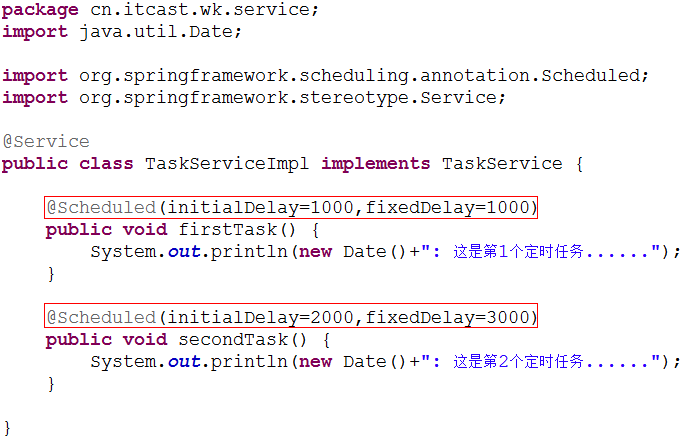 package cn.itcast.wk.service;
import java.util.Date;
import org.springframework.scheduling.annotation.Scheduled;
import org.springframework.stereotype.Service;
@Service
public class TaskServiceImpl implements TaskService {
@Scheduled(initialDelay=1000,fixedDelay=1000)
public void firstTask() {
System.out.println(new Date()+": 这是第1个定时任务......");
}
@Scheduled(initialDelay=2000,fixedDelay=3000)
public void secondTask() {
System.out.println(new Date()+": 这是第2个定时任务......");
}
}